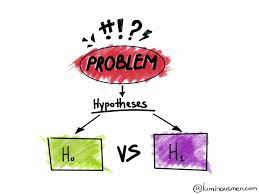 #!?
PROBLEM
Hypotheses
H₀ VS H₁
@luminousmen.com